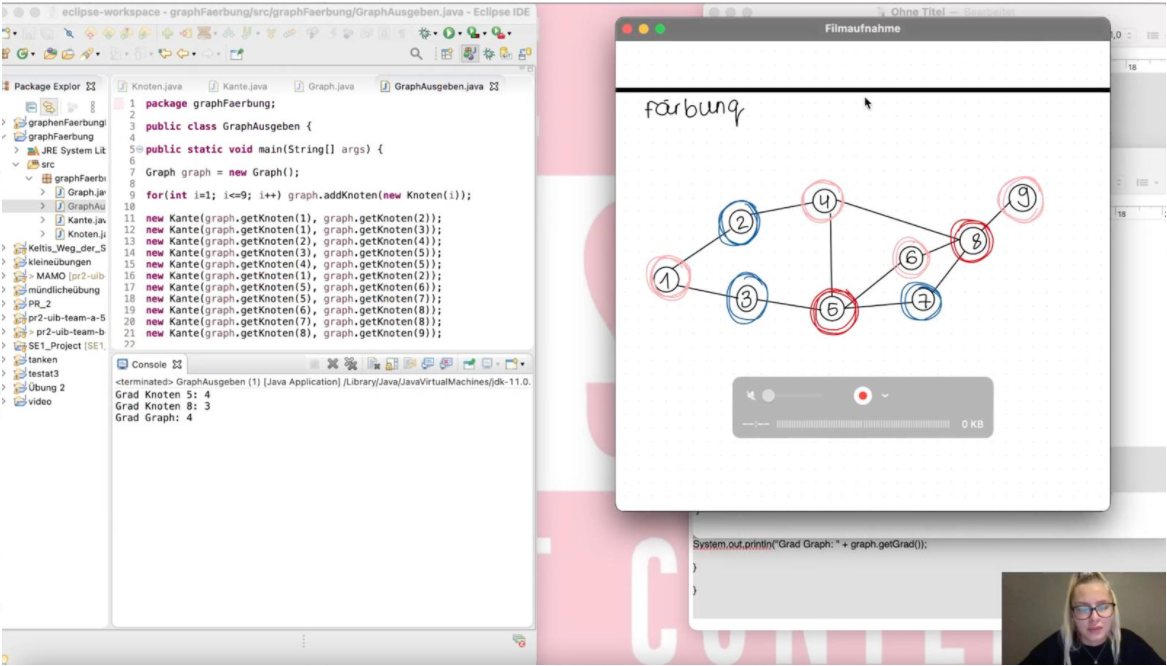 eclipse-workspace - graphFaerbung/src/graphFaerbung/GraphAusgeben.java - Eclipse IDE
Package Explor
graphenFaerbungl
graphFaerbung
JRE System Lit
src
graphFaerbu
Graph.jav
GraphAu
Kante.jav
Knoten.ja
Keltis_Weg_der_S
kleineübungen
> MAMO [pr2-uib-
mündlicheübung
PR_2
pr2-uib-team-a-5
> pr2-uib-team-b-
SE1_Project [SE1_
tanken
testat3
Übung 2
video
Knoten.java
Kante.java
Graph.java
GraphAusgeben.java
1 package graphFaerbung;
2
3 public class GraphAusgeben {
4
5 public static void main(String[] args) {
6
7 Graph graph = new Graph();
8
9 for(int i=1; i<=9; i++) graph.addKnoten(new Knoten(i));
10
11 new Kante(graph.getKnoten(1), graph.getKnoten(2));
12 new Kante(graph.getKnoten(1), graph.getKnoten(3));
13 new Kante(graph.getKnoten(2), graph.getKnoten(4));
14 new Kante(graph.getKnoten(3), graph.getKnoten(5));
15 new Kante(graph.getKnoten(4), graph.getKnoten(5));
16 new Kante(graph.getKnoten(1), graph.getKnoten(2));
17 new Kante(graph.getKnoten(5), graph.getKnoten(6));
18 new Kante(graph.getKnoten(5), graph.getKnoten(7));
19 new Kante(graph.getKnoten(6), graph.getKnoten(8));
20 new Kante(graph.getKnoten(7), graph.getKnoten(8));
21 new Kante(graph.getKnoten(8), graph.getKnoten(9));
22
Console
<terminated> GraphAusgeben (1) [Java Application] /Library/Java/JavaVirtualMachines/jdk-11.0.
Grad Knoten 5: 4
Grad Knoten 8: 3
Grad Graph: 4
Ohne Titel — Bearbeitet
1,0
18
18
Filmaufnahme
Färbung
1
2
3
4
5
6
7
8
9
--:--
0 KB
System.out.println("Grad Graph: " + graph.getGrad());
}
}